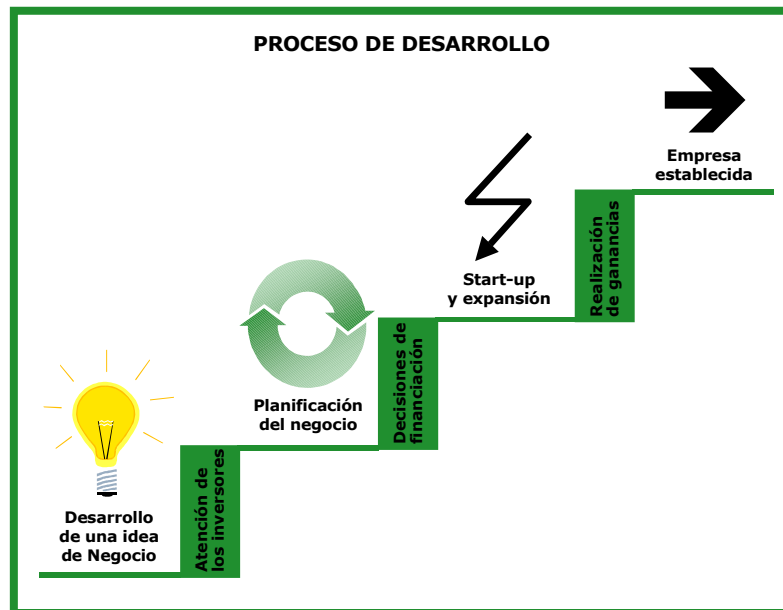 PROCESO DE DESARROLLO
Desarrollo
de una idea
de Negocio
Atención de
los inversores
Planificación
del negocio
Decisiones de
financiación
Start-up
y expansión
Realización
de ganancias
Empresa
establecida